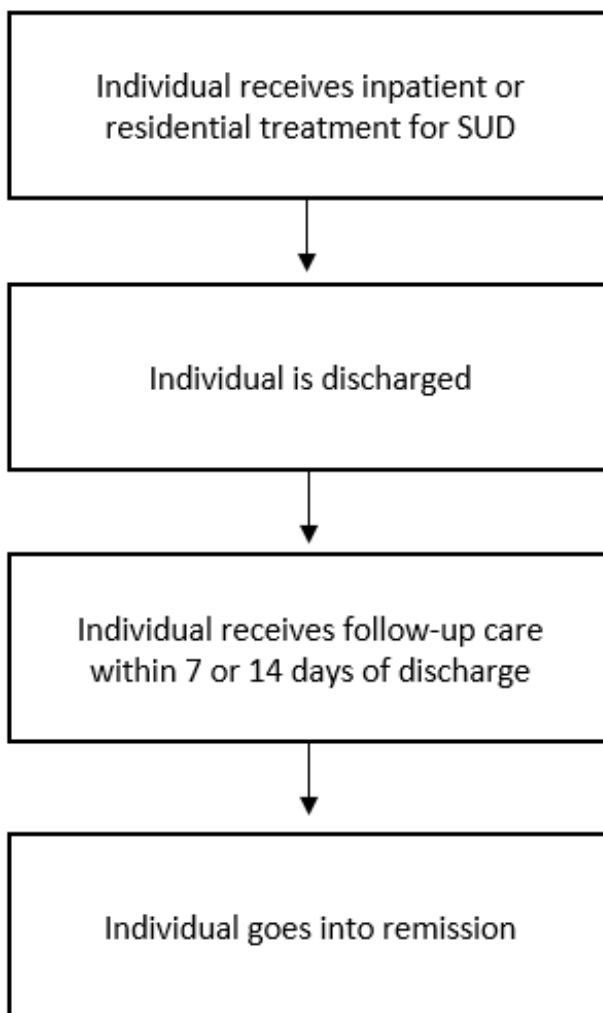 Individual receives inpatient or
residential treatment for SUD
Individual is discharged
Individual receives follow-up care
within 7 or 14 days of discharge
Individual goes into remission